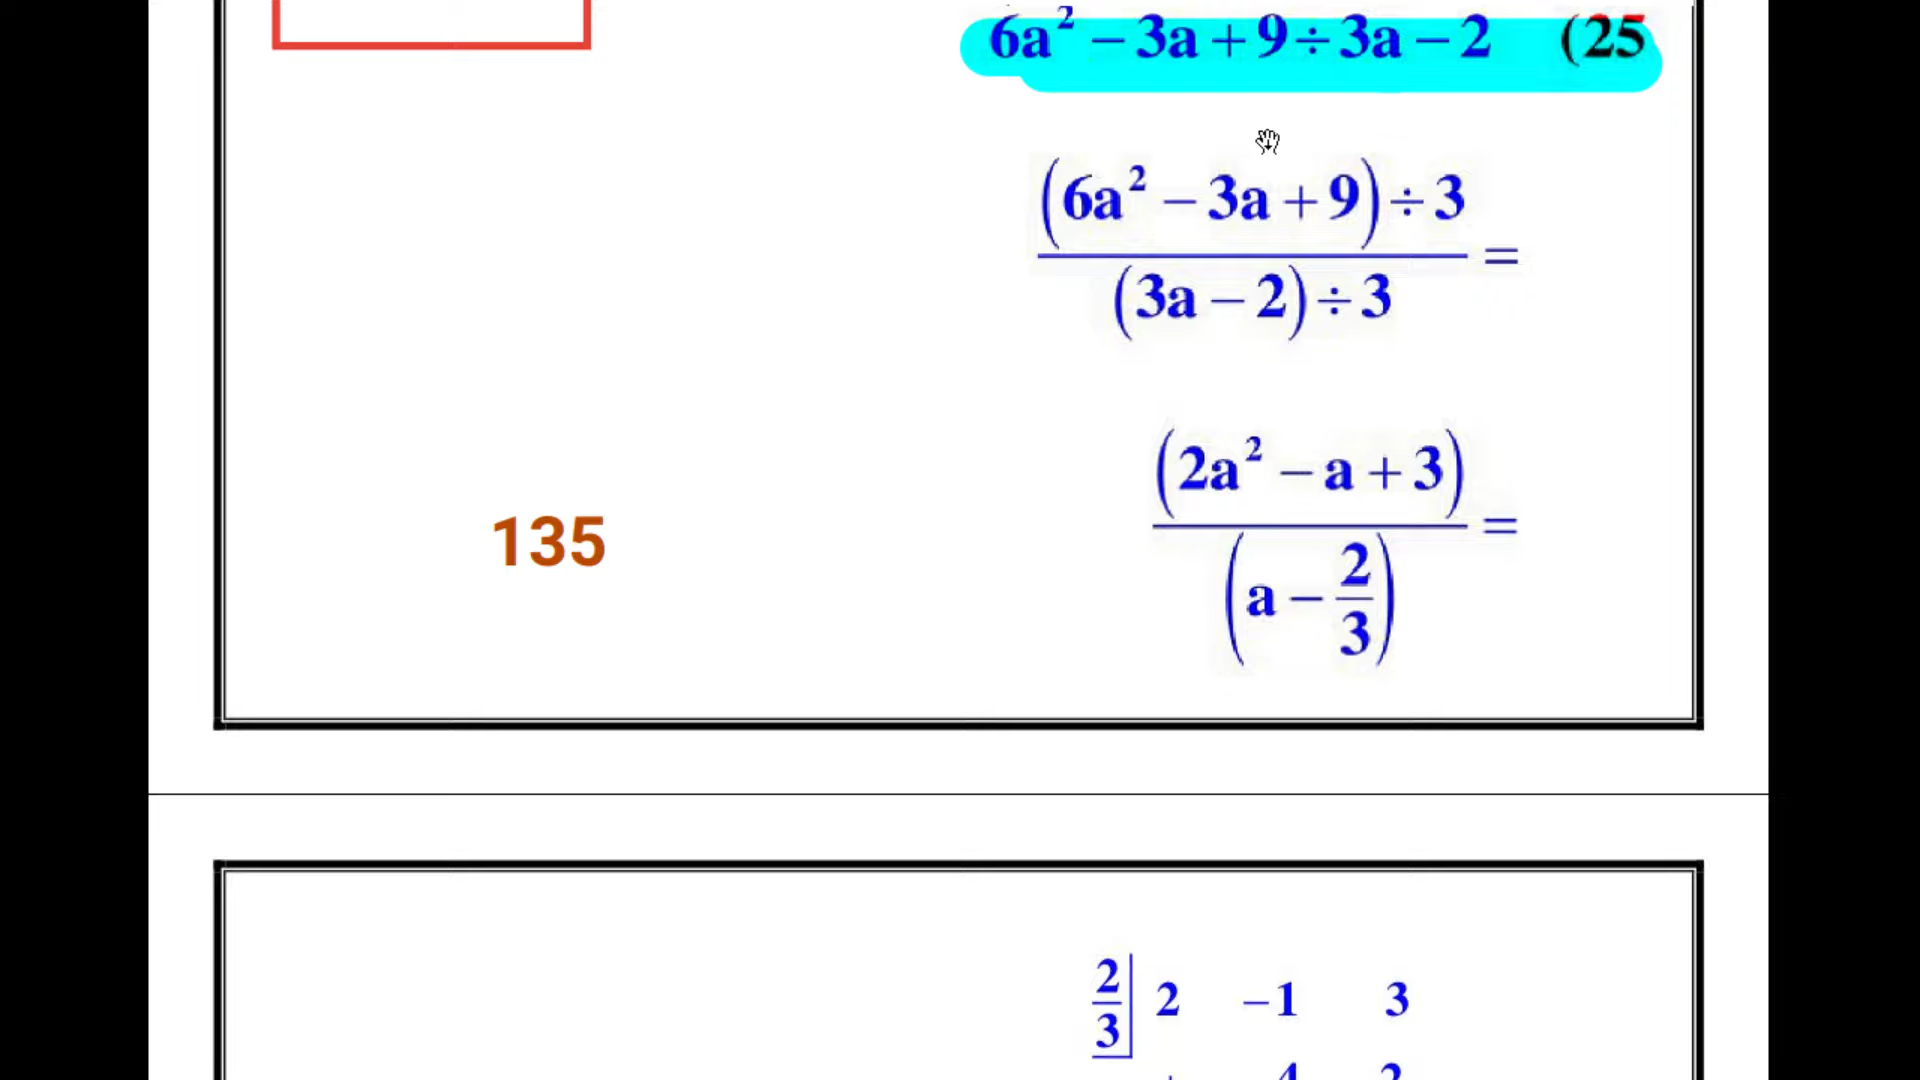 6a² − 3a + 9 ÷ 3a − 2 (25
(6a² − 3a + 9) ÷ 3
(3a − 2) ÷ 3 =
(2a² − a + 3)
(a − 2/3) =
135
2/3 | 2 −1 3